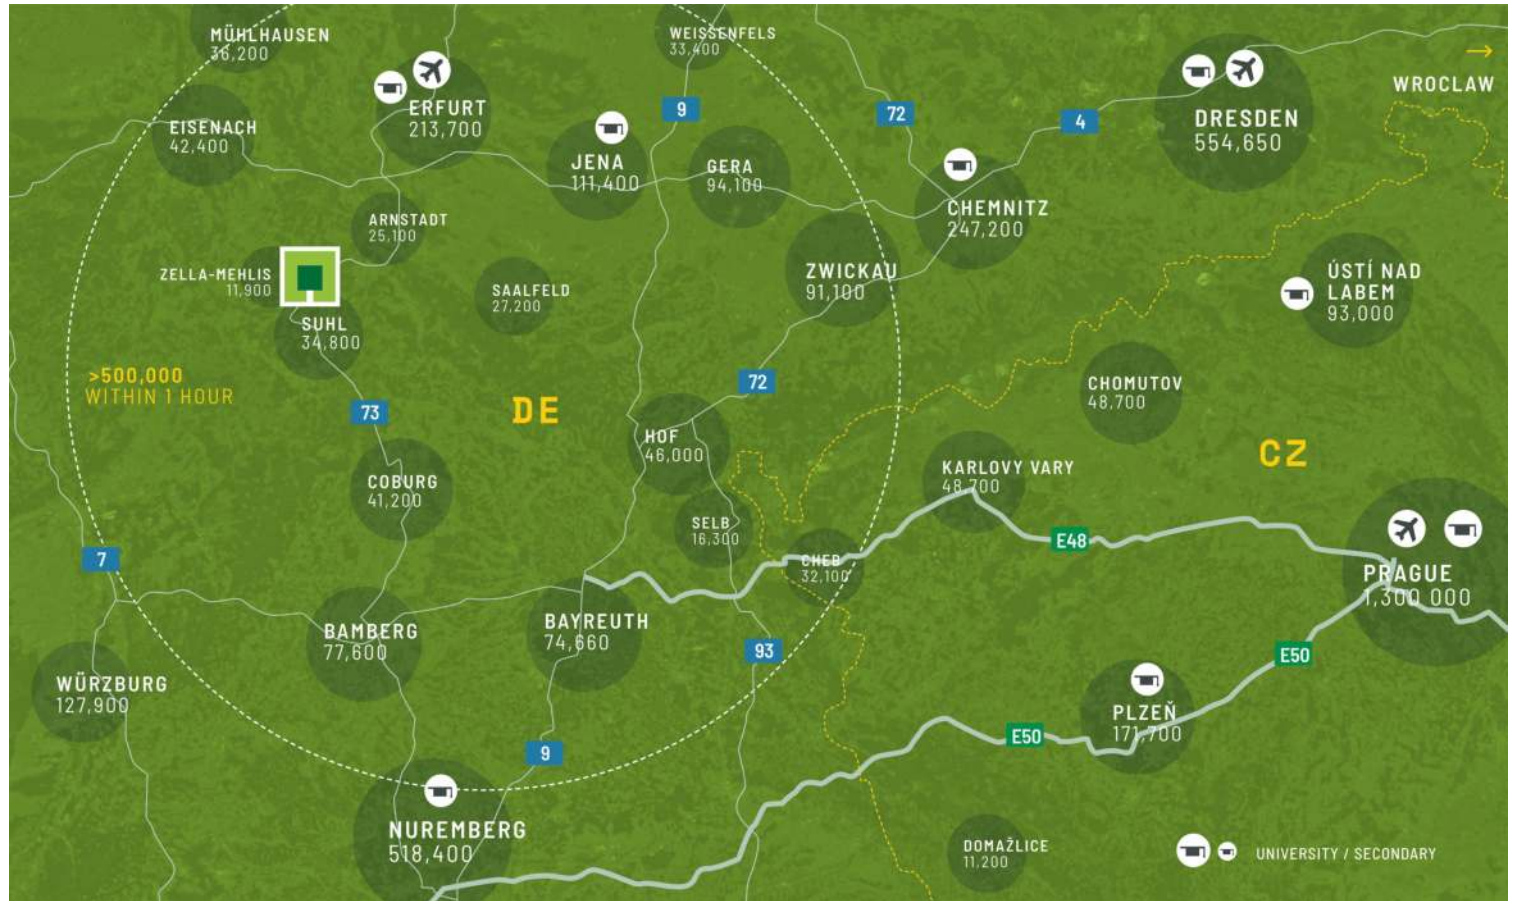 MÜHLHAUSEN
36,200
WEISSENFELS
33,400
ERFURT
213,700
9
72
4
DRESDEN
554,650
WROCLAW
EISENACH
42,400
JENA
111,400
GERA
94,100
ARNSTADT
25,100
CHEMNITZ
247,200
ZELLA-MEHLIS
11,900
SAALFELD
27,200
ZWICKAU
91,100
ÚSTÍ NAD
LABEM
93,000
SUHL
34,800
>500,000
WITHIN 1 HOUR
73
DE
72
CHOMUTOV
48,700
HOF
46,000
CZ
COBURG
41,200
KARLOVY VARY
48,700
SELB
16,300
E48
7
CHEB
32,100
PRAGUE
1,300 000
BAMBERG
77,600
BAYREUTH
74,660
93
E50
WÜRZBURG
127,900
PLZEŇ
171,700
E50
9
NUREMBERG
518,400
DOMAŽLICE
11,200
UNIVERSITY / SECONDARY